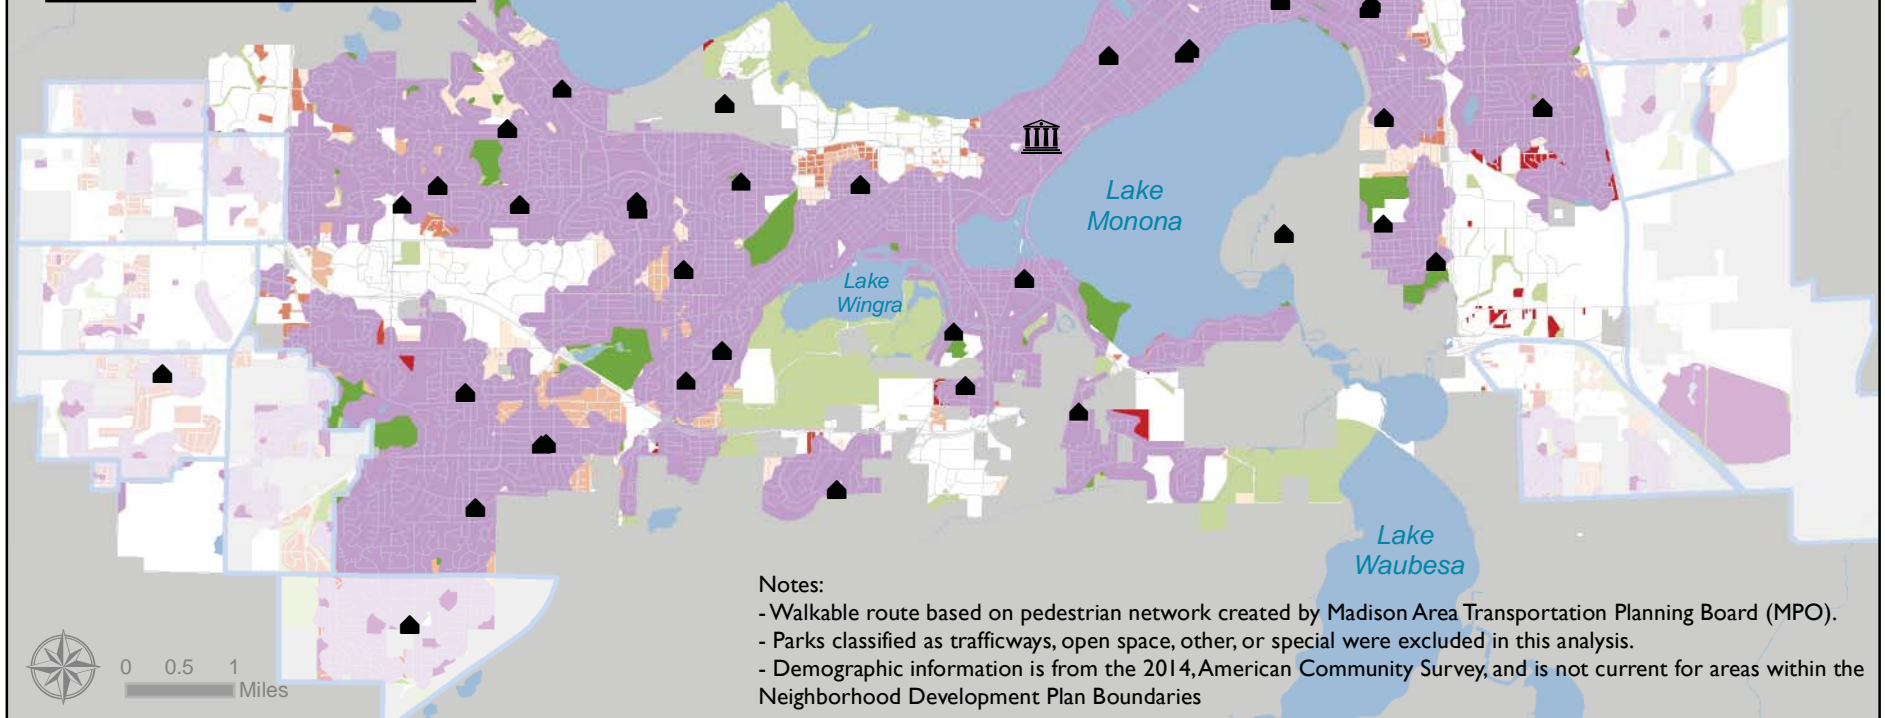 Lake
Monona
Lake
Wingra
Lake
Waubesa
Notes:
- Walkable route based on pedestrian network created by Madison Area Transportation Planning Board (MPO).
- Parks classified as trafficways, open space, other, or special were excluded in this analysis.
- Demographic information is from the 2014, American Community Survey, and is not current for areas within the
Neighborhood Development Plan Boundaries
0 0.5 1
Miles